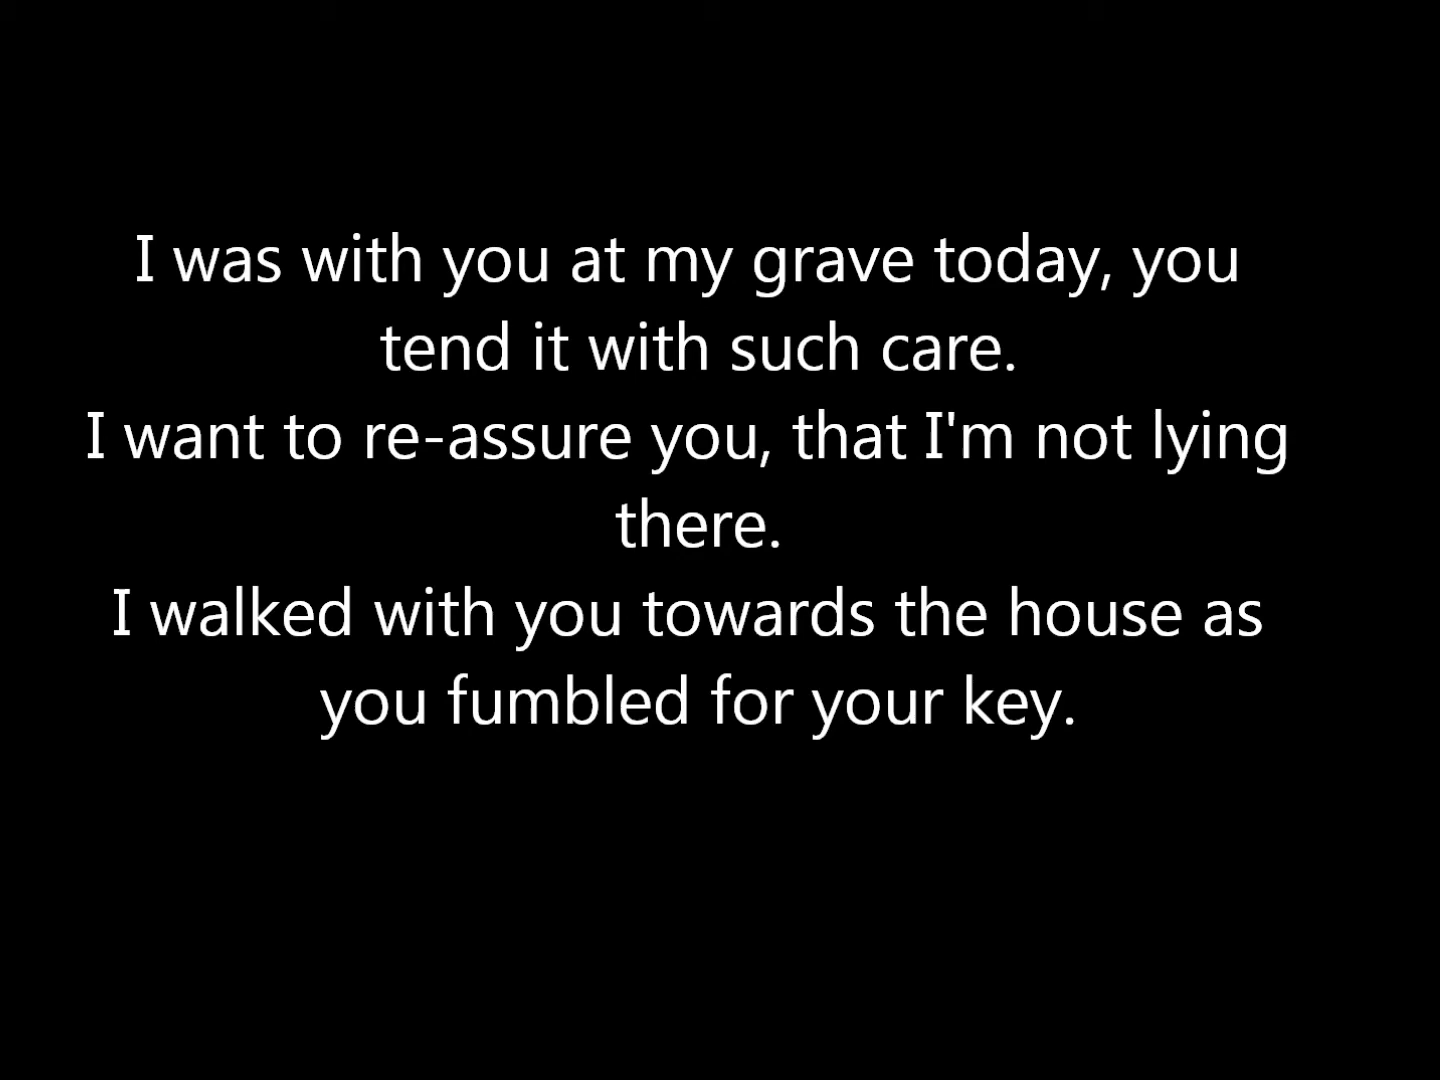 I was with you at my grave today, you
tend it with such care.
I want to re-assure you, that I'm not lying
there.
I walked with you towards the house as
you fumbled for your key.